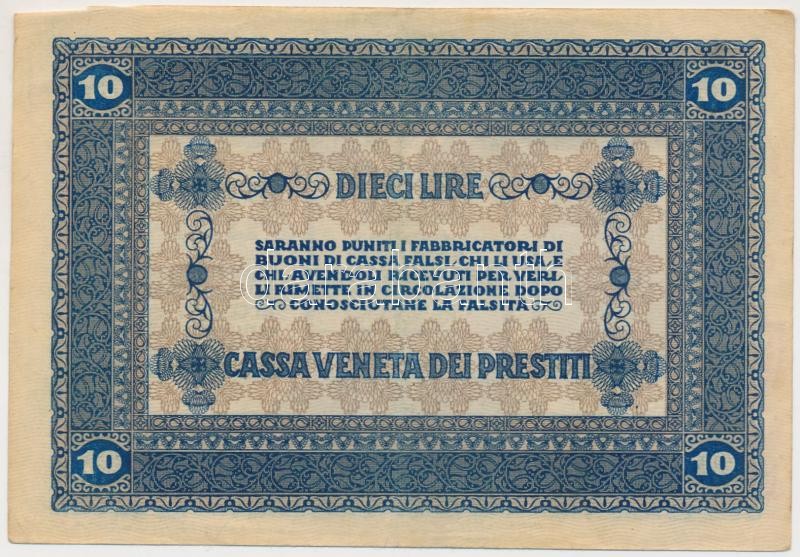 10 10
DIECI LIRE
SARANNO PUNITI I FABBRICATORI DI
BUONI DI CASSA FALSI, CHI LI USA E
CHI AVENDOLI RICEVUTI PER VERI,
LI RIMETTE IN CIRCOLAZIONE DOPO
CONOSCIUTANE LA FALSITÀ
darabanth
CASSA VENETA DEI PRESTITI
10 10